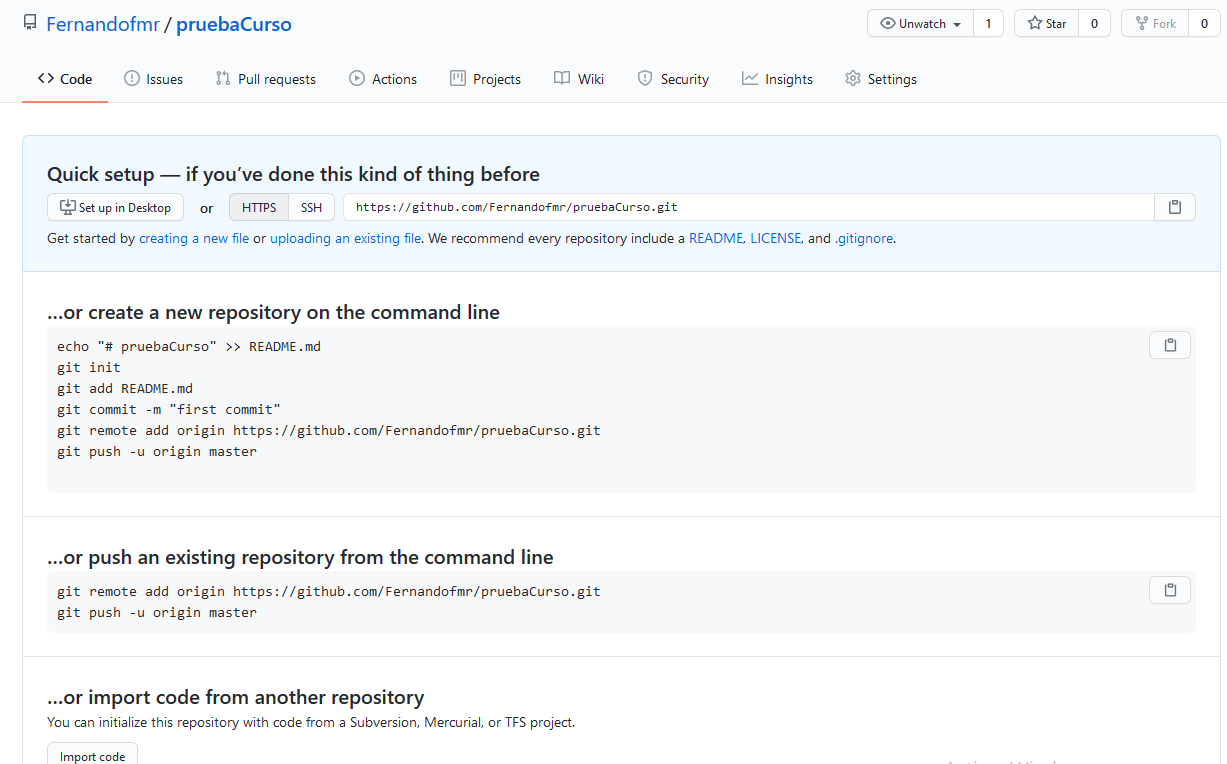 Fernandofmr / pruebaCurso
Unwatch 1 Star 0 Fork 0
Code Issues Pull requests Actions Projects Wiki Security Insights Settings
Quick setup — if you’ve done this kind of thing before
Set up in Desktop or HTTPS SSH https://github.com/Fernandofmr/pruebaCurso.git
Get started by creating a new file or uploading an existing file. We recommend every repository include a README, LICENSE, and .gitignore.
…or create a new repository on the command line
echo "# pruebaCurso" >> README.md
git init
git add README.md
git commit -m "first commit"
git remote add origin https://github.com/Fernandofmr/pruebaCurso.git
git push -u origin master
…or push an existing repository from the command line
git remote add origin https://github.com/Fernandofmr/pruebaCurso.git
git push -u origin master
…or import code from another repository
You can initialize this repository with code from a Subversion, Mercurial, or TFS project.
Import code